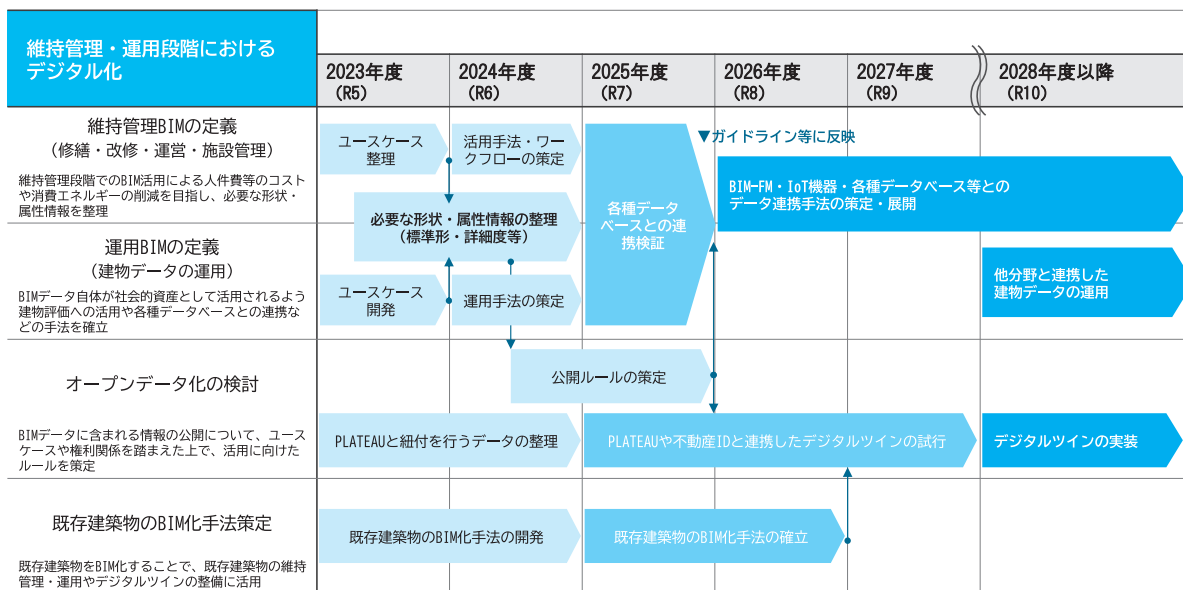 維持管理・運用段階における
デジタル化
2023年度
(R5)
2024年度
(R6)
2025年度
(R7)
2026年度
(R8)
2027年度
(R9)
2028年度以降
(R10)
維持管理BIMの定義
(修繕・改修・運営・施設管理)
維持管理段階でのBIM活用による人件費等のコスト
や消費エネルギーの削減を目指し、必要な形状・
属性情報を整理
ユースケース
整理
活用手法・ワー
クフローの策定
必要な形状・属性情報の整理
(標準形・詳細度等)
各種データ
ベースとの連
携検証
▼ガイドライン等に反映
BIM-FM・IoT機器・各種データベース等との
データ連携手法の策定・展開
運用BIMの定義
(建物データの運用)
BIMデータ自体が社会的資産として活用されるよう
建物評価への活用や各種データベースとの連携な
どの手法を確立
ユースケース
開発
運用手法の策定
他分野と連携した
建物データの運用
オープンデータ化の検討
BIMデータに含まれる情報の公開について、ユース
ケースや権利関係を踏まえた上で、活用に向けた
ルールを策定
公開ルールの策定
PLATEAUと紐付を行うデータの整理
PLATEAUや不動産IDと連携したデジタルツインの試行
デジタルツインの実装
既存建築物のBIM化手法策定
既存建築物をBIM化することで、既存建築物の維持
管理・運用やデジタルツインの整備に活用
既存建築物のBIM化手法の開発
既存建築物のBIM化手法の確立